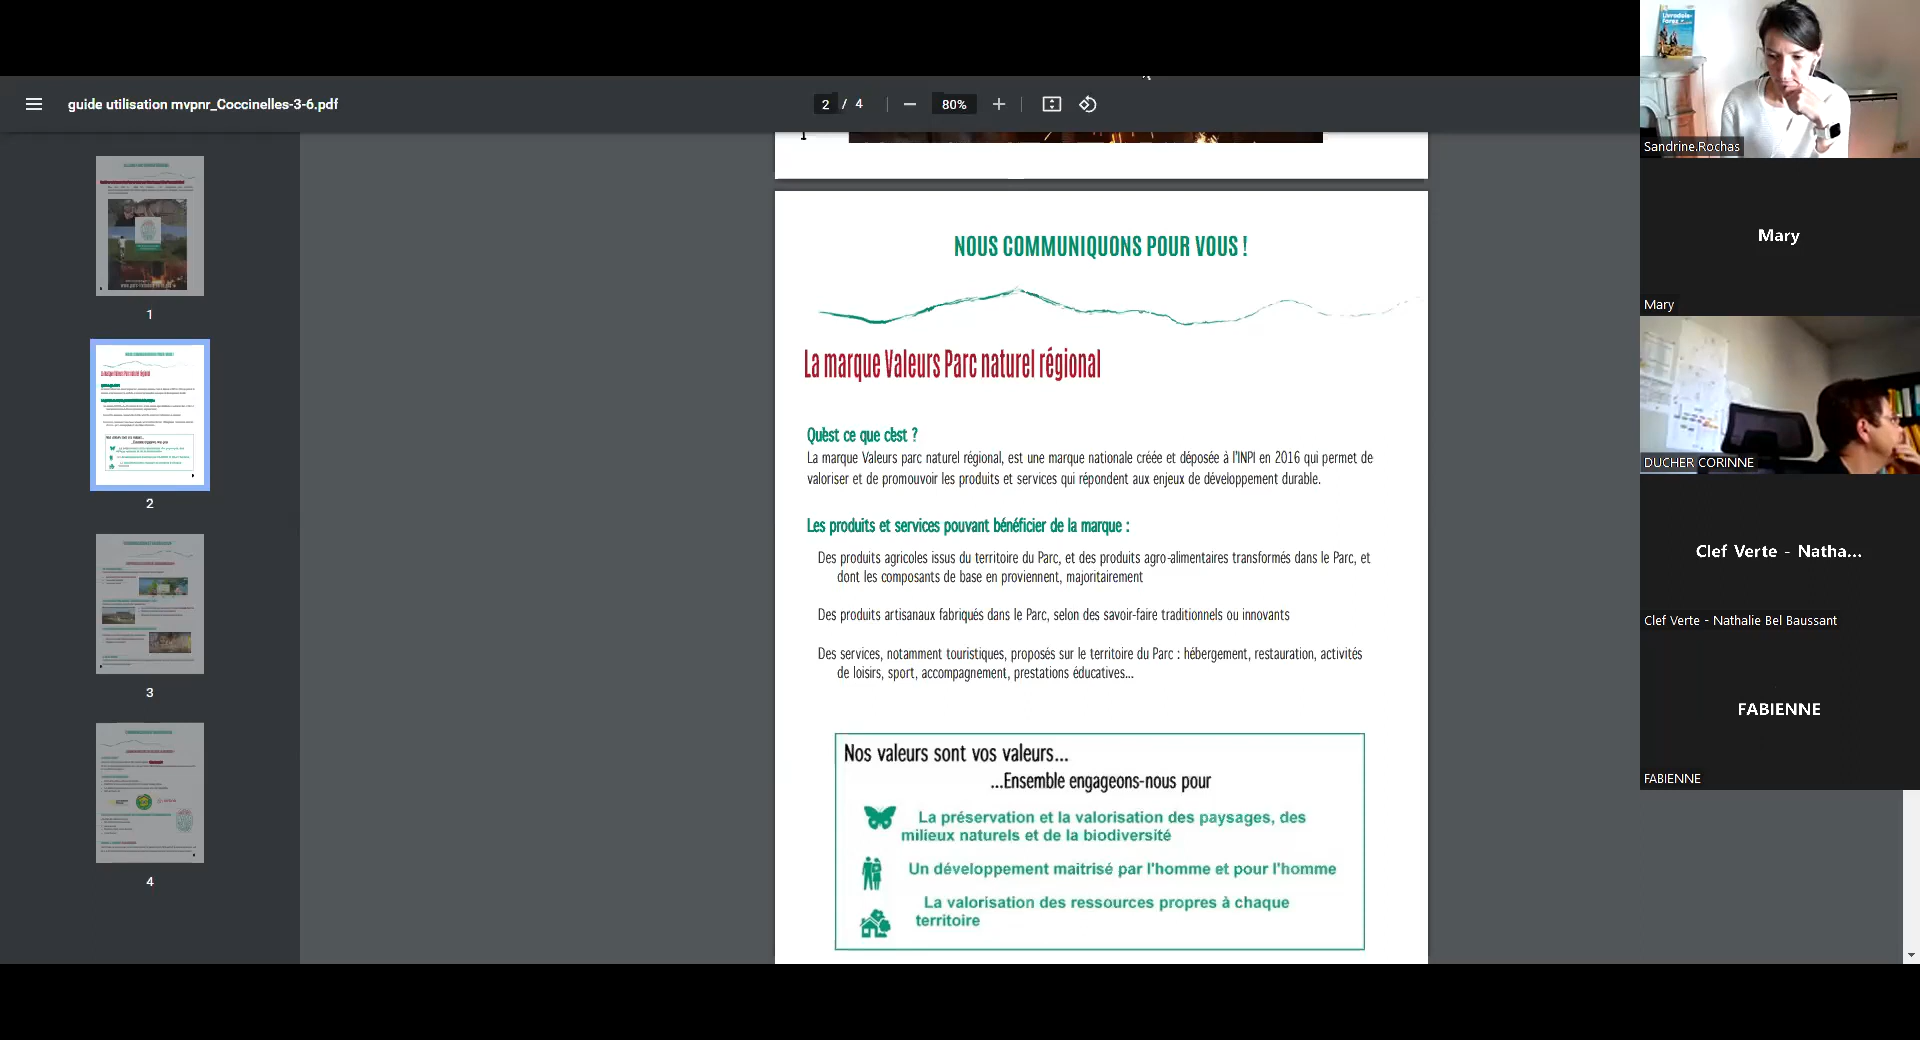 guide utilisation mvpnr_Coccinelles-3-6.pdf
2 / 4
80%
1
2
3
4
1
NOUS COMMUNIQUONS POUR VOUS !
La marque Valeurs Parc naturel régional
Qu'est ce que c'est ?
La marque Valeurs parc naturel régional, est une marque nationale créée et déposée à l'INPI en 2016 qui permet de
valoriser et de promouvoir les produits et services qui répondent aux enjeux de développement durable.
Les produits et services pouvant bénéficier de la marque :
Des produits agricoles issus du territoire du Parc, et des produits agro-alimentaires transformés dans le Parc, et
dont les composants de base en proviennent, majoritairement
Des produits artisanaux fabriqués dans le Parc, selon des savoir-faire traditionnels ou innovants
Des services, notamment touristiques, proposés sur le territoire du Parc : hébergement, restauration, activités
de loisirs, sport, accompagnement, prestations éducatives...
Nos valeurs sont vos valeurs...
...Ensemble engageons-nous pour
La préservation et la valorisation des paysages, des
milieux naturels et de la biodiversité
Un développement maitrisé par l'homme et pour l'homme
La valorisation des ressources propres à chaque
territoire
Livradois-
Forez
Sandrine.Rochas
Mary
Mary
DUCHER CORINNE
Clef Verte - Natha...
Clef Verte - Nathalie Bel Baussant
FABIENNE
FABIENNE